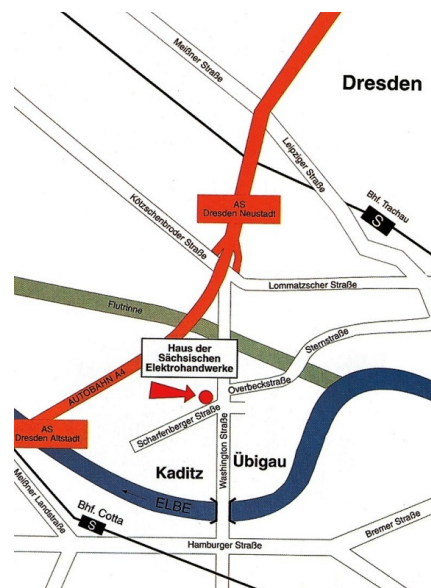 Meißner Straße
Dresden
Leipziger Straße
Bhf. Trachau
S
AS
Dresden Neustadt
Kötzschenbroder Straße
Lommatzscher Straße
Flutrinne
Sternstraße
Haus der
Sächsischen
Elektrohandwerke
AUTOBAHN A4
Overbeckstraße
Scharfenberger Straße
AS
Dresden Altstadt
Washington Straße
Kaditz
Übigau
ELBE
Meißner Landstraße
Bhf. Cotta
S
Bremer Straße
Hamburger Straße